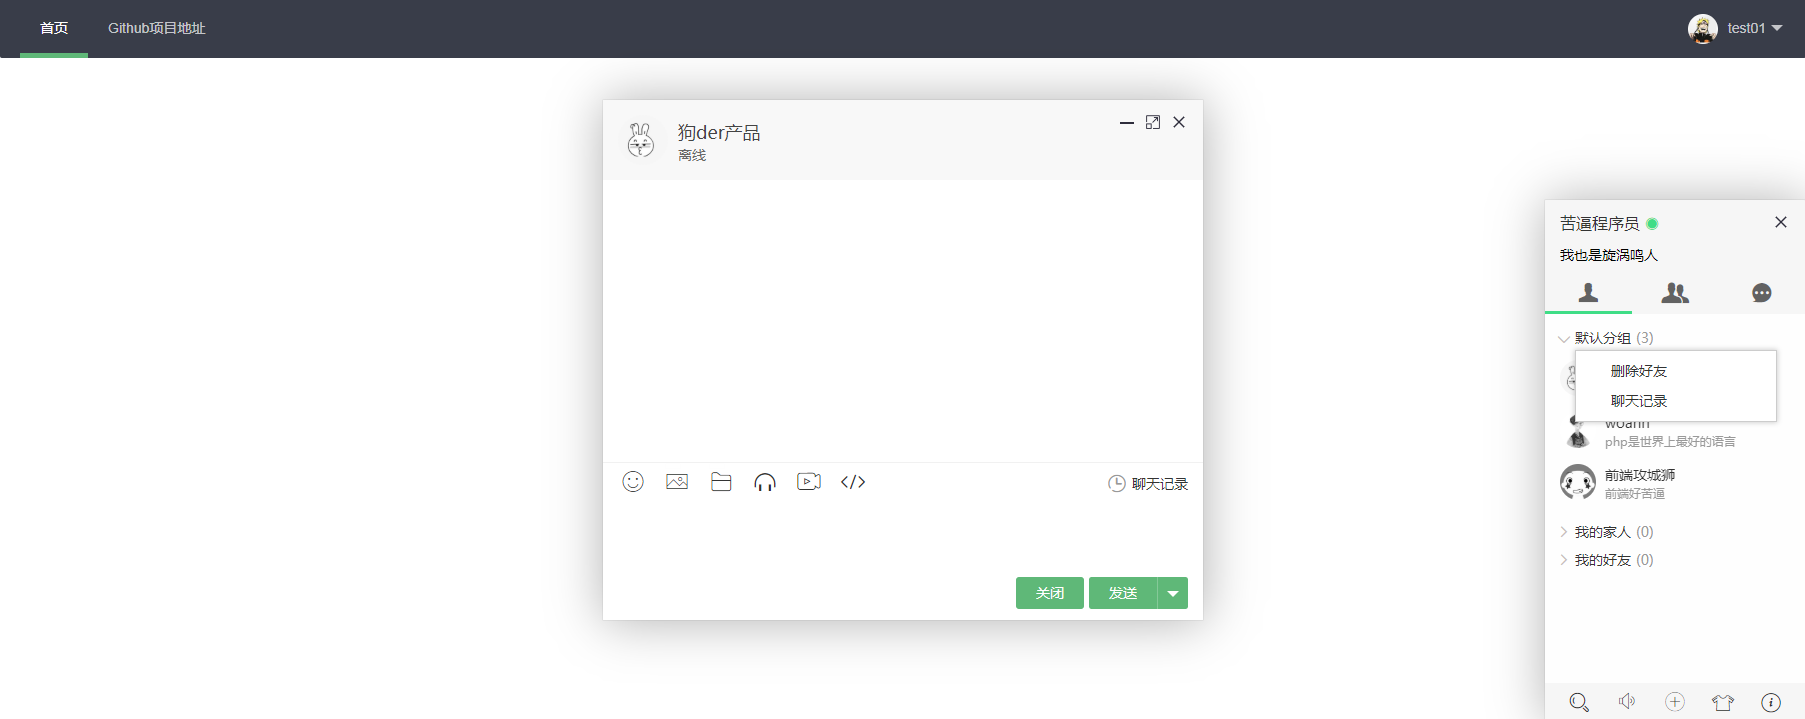 首页
Github项目地址
test01
狗der产品
离线
聊天记录
关闭
发送
苦逼程序员
我也是旋涡鸣人
默认分组 (3)
删除好友
聊天记录
woann
php是世界上最好的语言
前端攻城狮
前端好苦逼
我的家人 (0)
我的好友 (0)